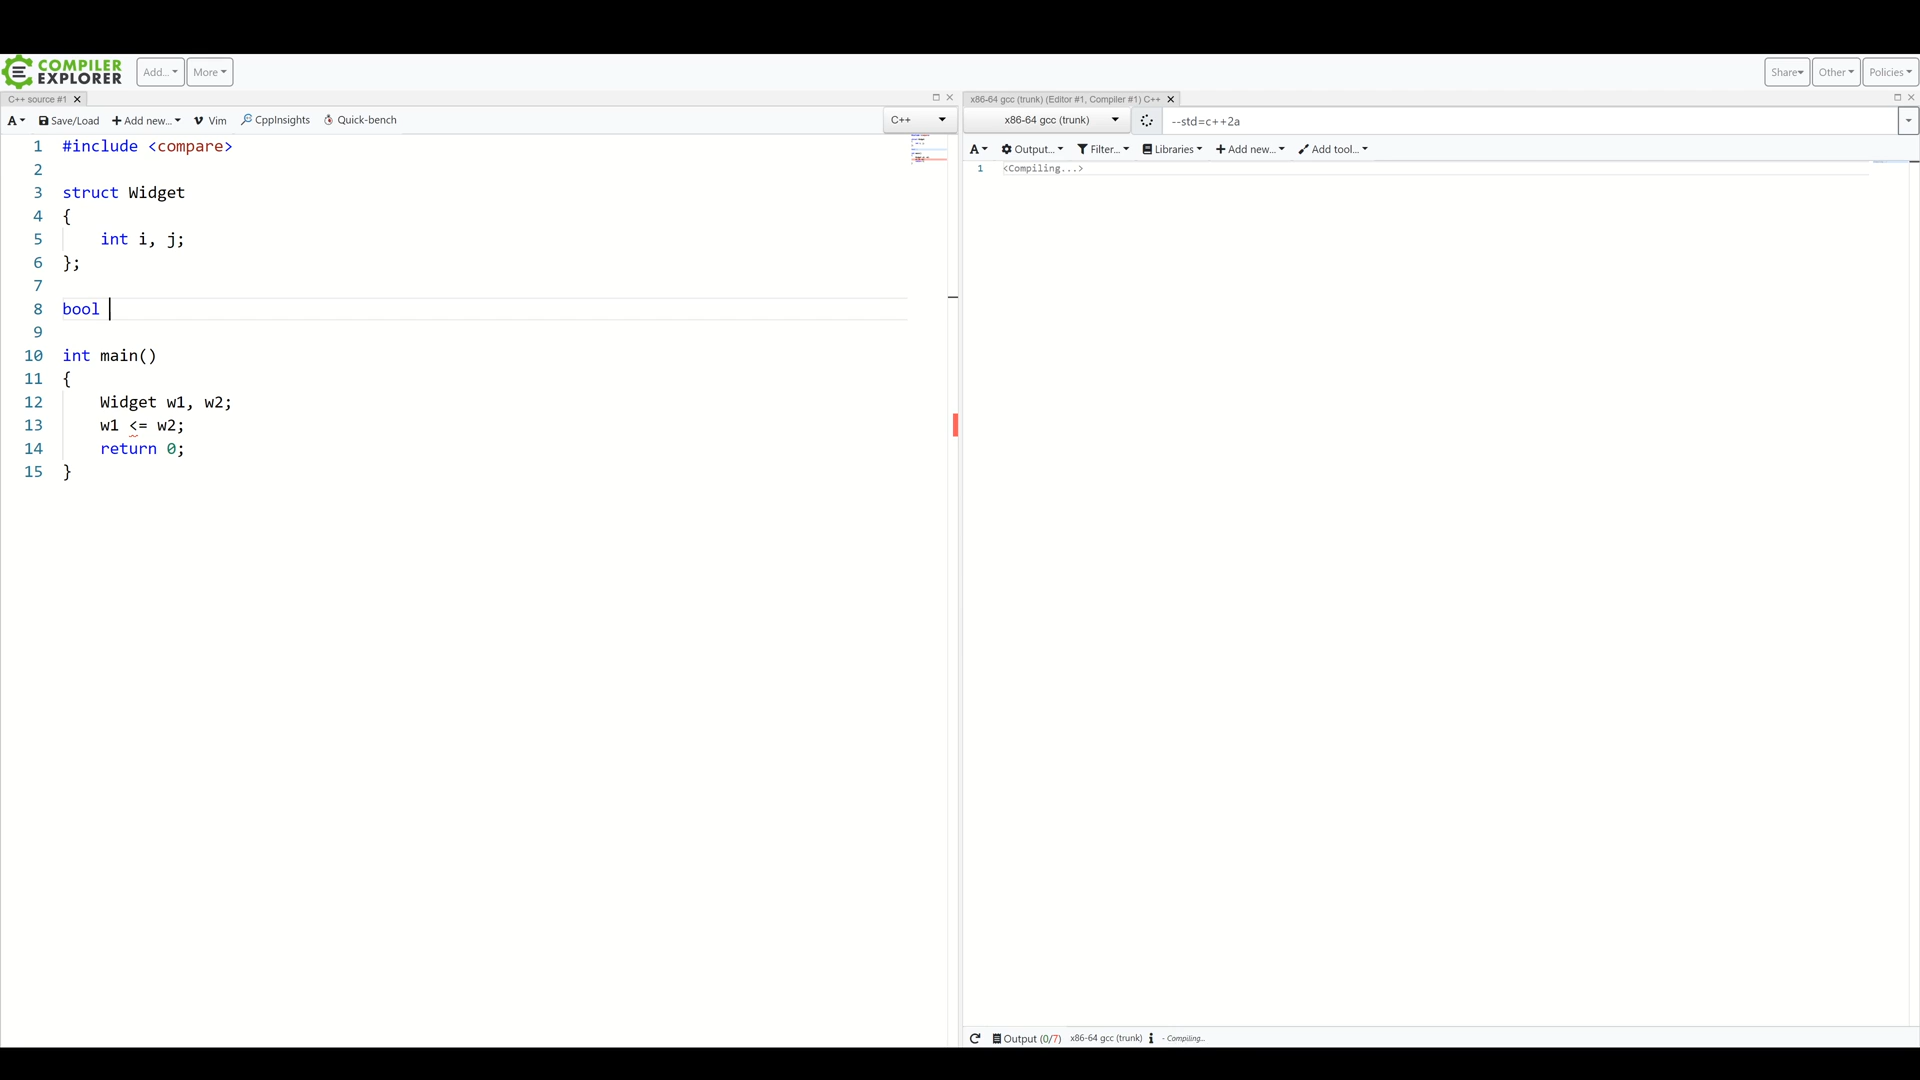 COMPILER
EXPLORER
Add...
More
Share
Other
Policies
C++ source #1
A
Save/Load
Add new...
Vim
CppInsights
Quick-bench
C++
1 #include <compare>
2
3 struct Widget
4 {
5 int i, j;
6 };
7
8 bool
9
10 int main()
11 {
12 Widget w1, w2;
13 w1 <= w2;
14 return 0;
15 }
x86-64 gcc (trunk) (Editor #1, Compiler #1) C++
x86-64 gcc (trunk)
--std=c++2a
A
Output...
Filter...
Libraries
Add new...
Add tool...
1 <Compiling...>
Output (0/7) x86-64 gcc (trunk) i - Compiling...